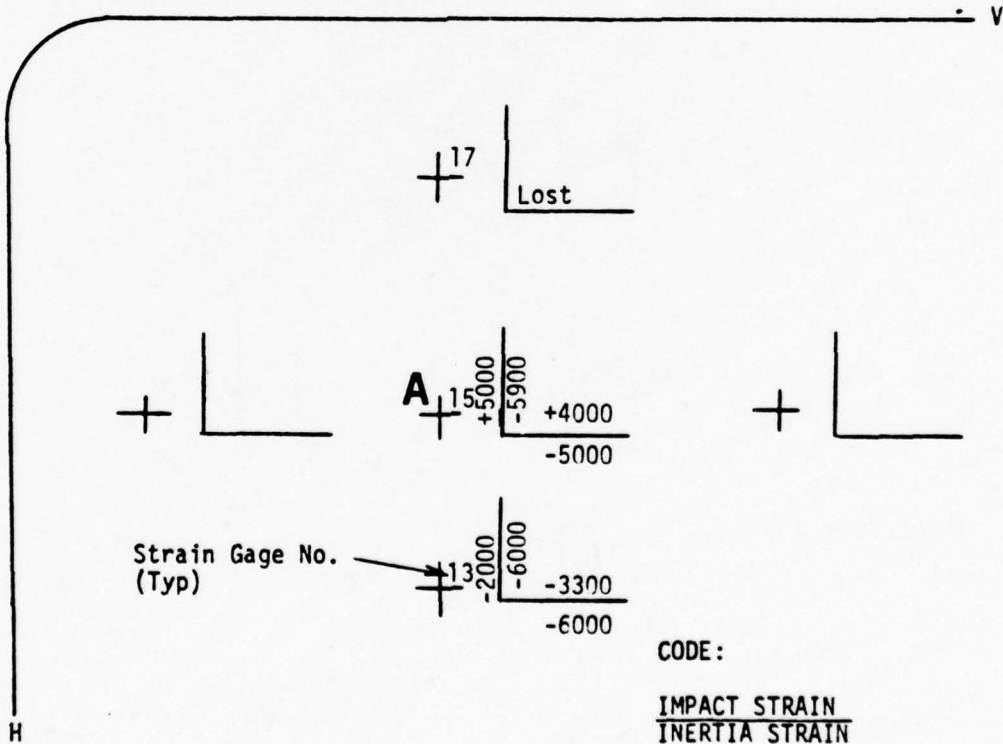 V
17
Lost
A
15
+5000
-5900
+4000
-5000
Strain Gage No.
(Typ)
13
-2000
-6000
-3300
-6000
CODE:
IMPACT STRAIN
INERTIA STRAIN
H